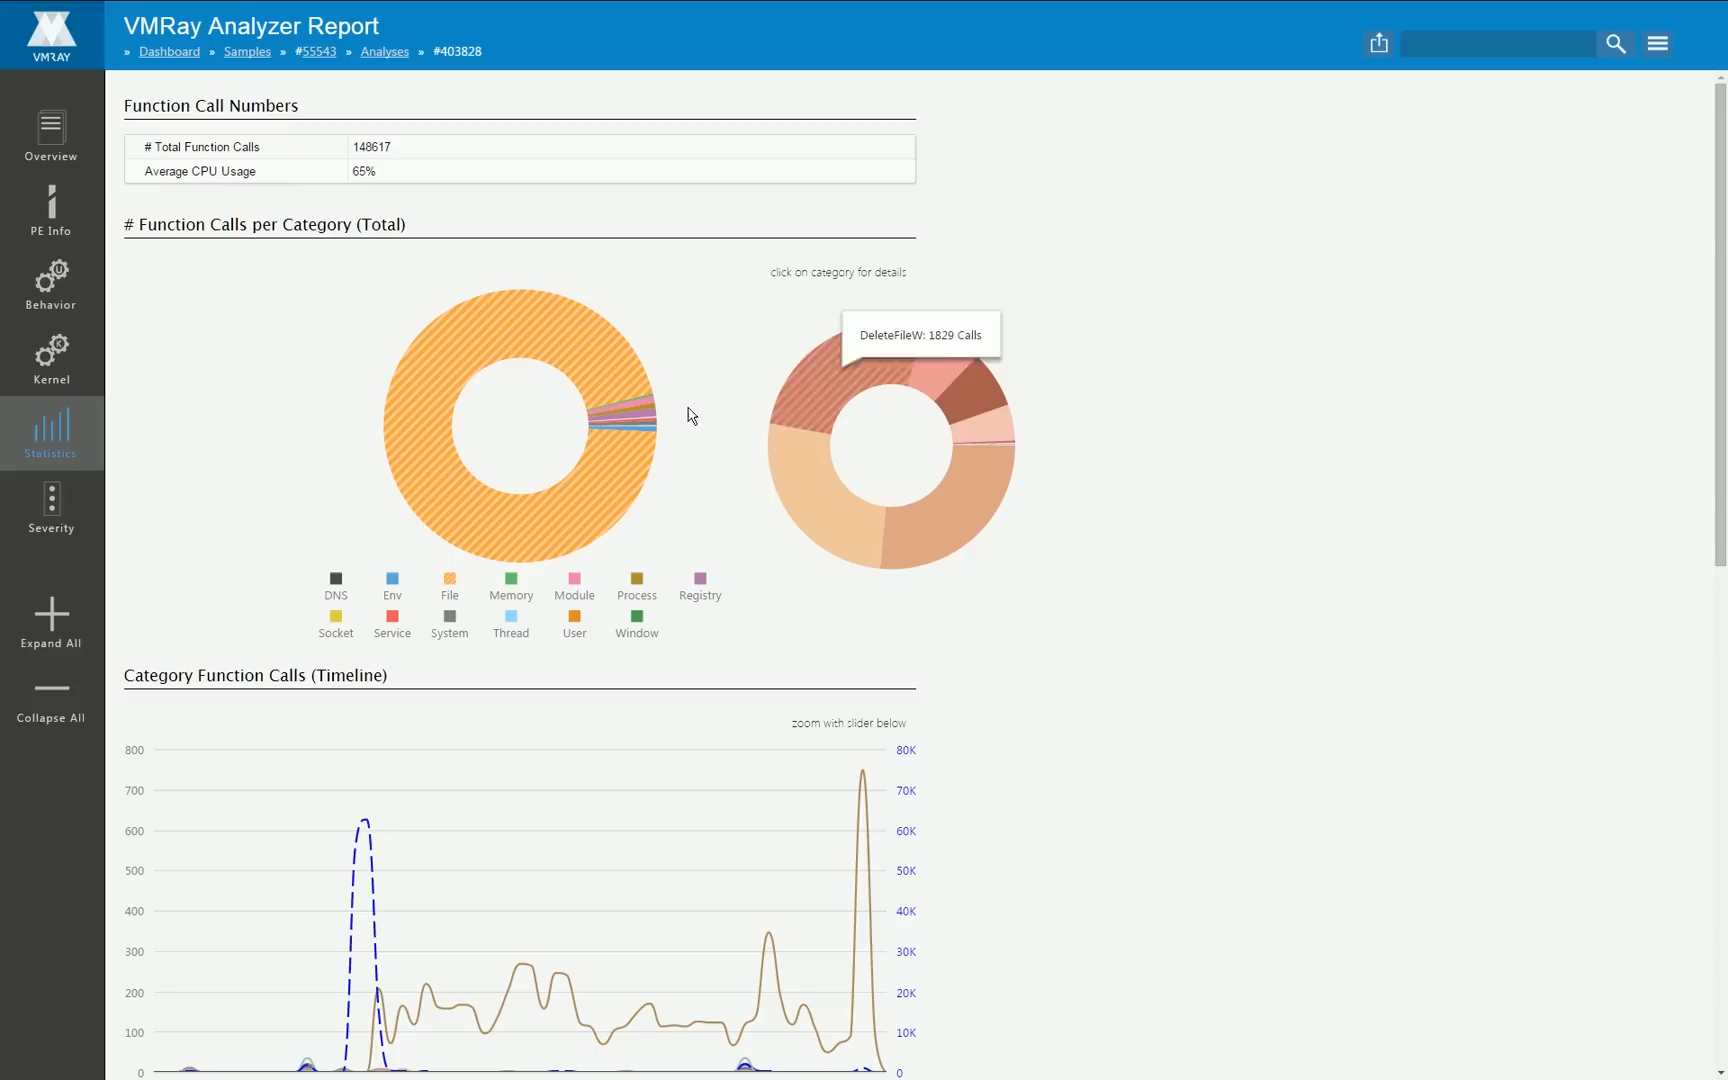 VMRAY
VMRay Analyzer Report
» Dashboard » Samples » #55543 » Analyses » #403828
Overview
PE Info
U
Behavior
K
Kernel
Statistics
Severity
Expand All
Collapse All
Function Call Numbers
# Total Function Calls 148617
Average CPU Usage 65%
# Function Calls per Category (Total)
click on category for details
DeleteFileW: 1829 Calls
DNS Env File Memory Module Process Registry
Socket Service System Thread User Window
Category Function Calls (Timeline)
zoom with slider below
800 80K
700 70K
600 60K
500 50K
400 40K
300 30K
200 20K
100 10K
0 0